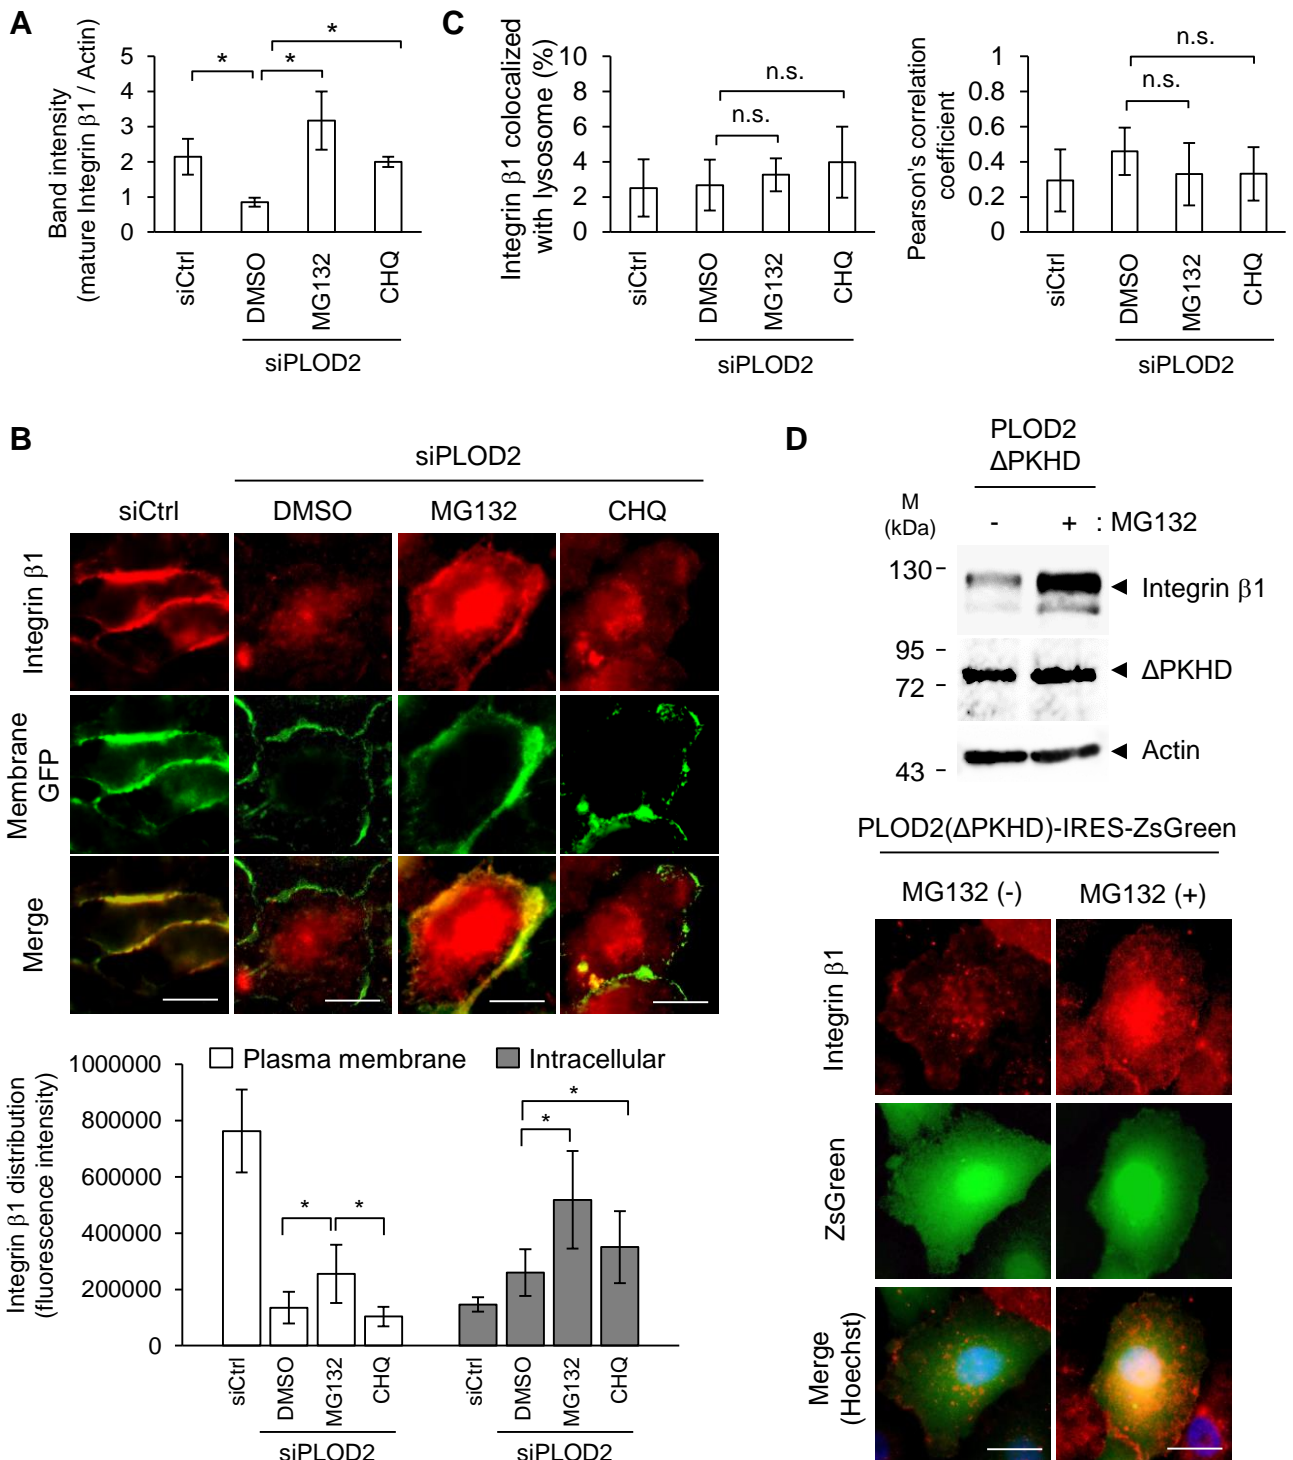 A
Band intensity
(mature Integrin β1 / Actin)
5
4
3
2
1
0
*
*
*
siCtrl
DMSO
MG132
CHQ
siPLOD2
C
Integrin β1 colocalized
with lysosome (%)
10
8
6
4
2
0
n.s.
n.s.
siCtrl
DMSO
MG132
CHQ
siPLOD2
Pearson's correlation
coefficient
1
0.8
0.6
0.4
0.2
0
n.s.
n.s.
siCtrl
DMSO
MG132
CHQ
siPLOD2
B
siPLOD2
siCtrl
DMSO
MG132
CHQ
Integrin β1
Membrane
GFP
Merge
Integrin β1 distribution
(fluorescence intensity)
1000000
800000
600000
400000
200000
0
Plasma membrane
Intracellular
*
*
*
*
siCtrl
DMSO
MG132
CHQ
siPLOD2
siCtrl
DMSO
MG132
CHQ
siPLOD2
D
PLOD2
ΔPKHD
M
(kDa)
- + : MG132
130
Integrin β1
95
72
ΔPKHD
43
Actin
PLOD2(ΔPKHD)-IRES-ZsGreen
MG132 (-)
MG132 (+)
Integrin β1
ZsGreen
Merge
(Hoechst)